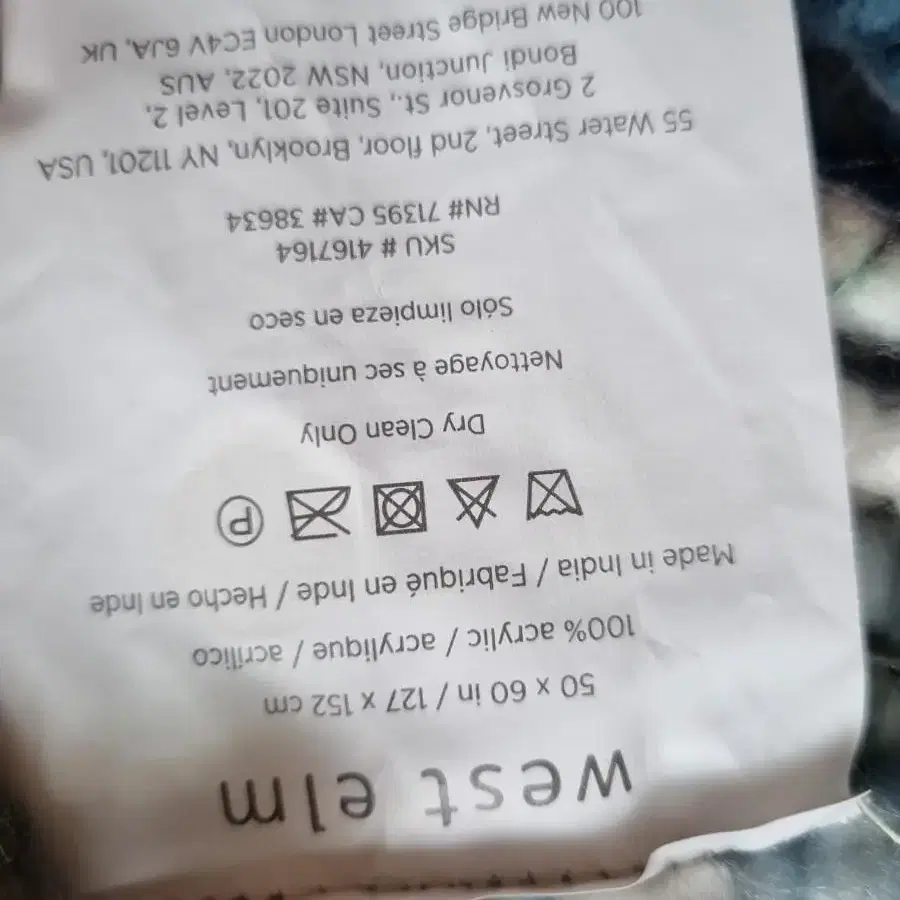 west elm
50 x 60 in / 127 x 152 cm
100% acrylic / acrylique / acrílico
Made in India / Fabriqué en Inde / Hecho en Inde
P
Dry Clean Only
Nettoyage à sec uniquement
Sólo limpieza en seco
SKU # 4167164
RN# 71395 CA# 38634
55 Water Street, 2nd floor, Brooklyn, NY 11201, USA
2 Grosvenor St., Suite 201, Level 2,
Bondi Junction, NSW 2022, AUS
100 New Bridge Street London EC4V 6JA, UK